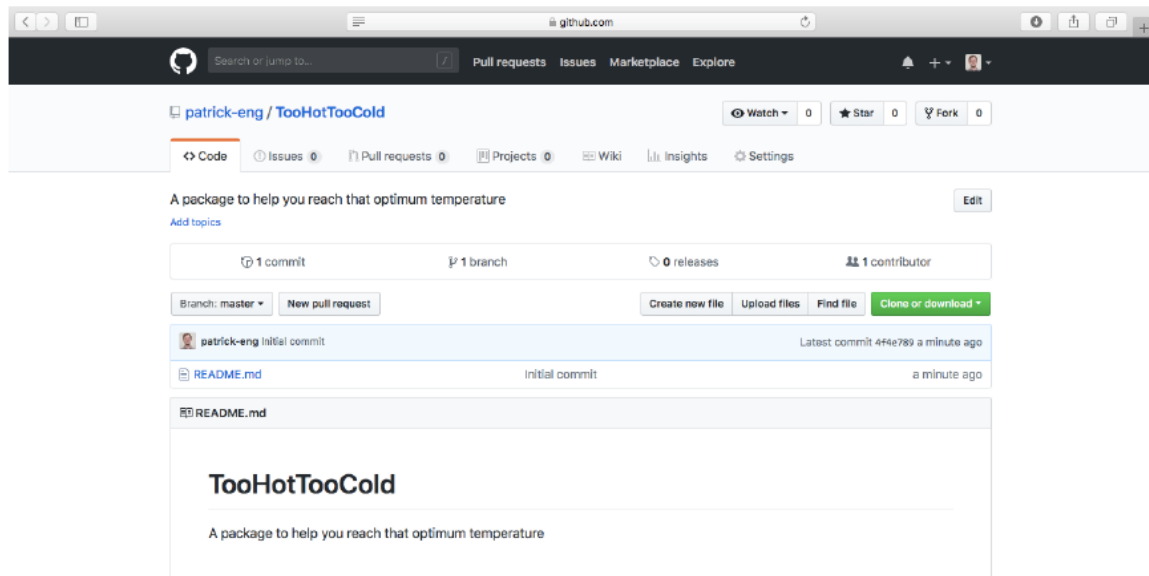 github.com
Search or jump to... / Pull requests Issues Marketplace Explore
patrick-eng / TooHotTooCold Watch 0 Star 0 Fork 0
Code Issues 0 Pull requests 0 Projects 0 Wiki Insights Settings
A package to help you reach that optimum temperature Edit
Add topics
1 commit 1 branch 0 releases 1 contributor
Branch: master New pull request Create new file Upload files Find file Clone or download
patrick-eng Initial commit Latest commit 4f4e789 a minute ago
README.md Initial commit a minute ago
README.md
TooHotTooCold
A package to help you reach that optimum temperature